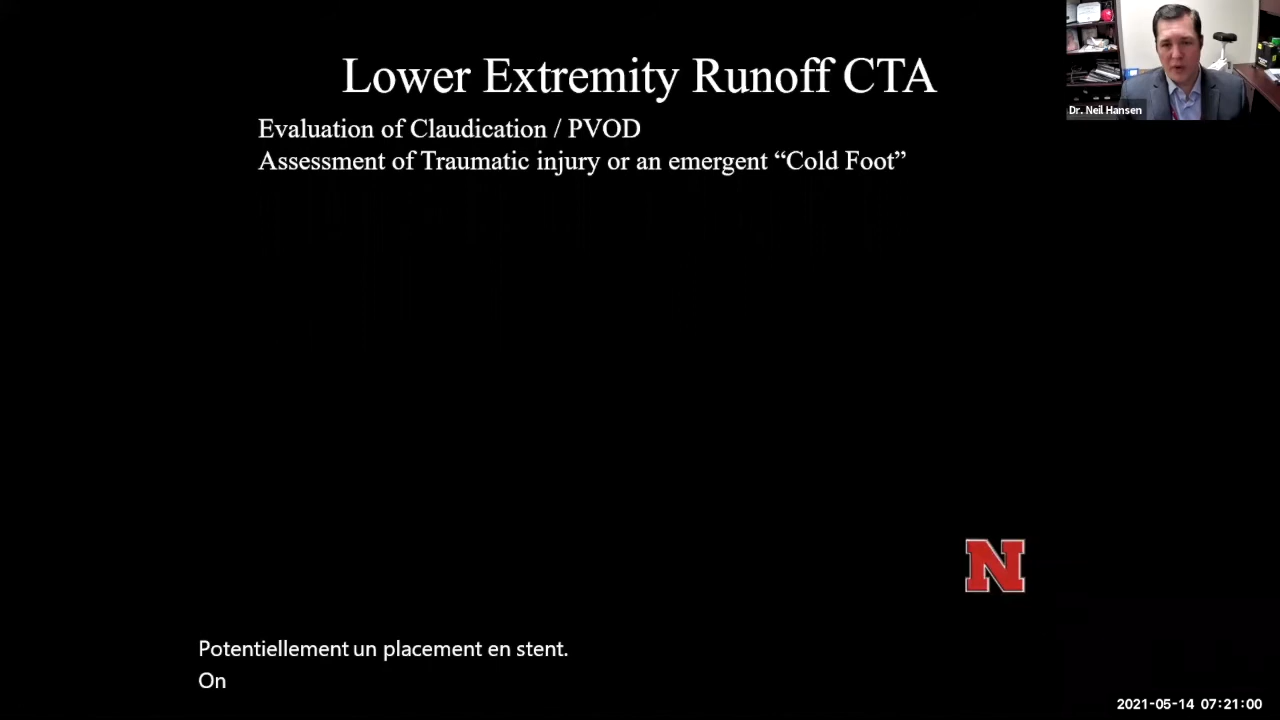 Lower Extremity Runoff CTA
Evaluation of Claudication / PVOD
Assessment of Traumatic injury or an emergent “Cold Foot”
Dr. Neil Hansen
N
Potentiellement un placement en stent.
On
2021-05-14 07:21:00